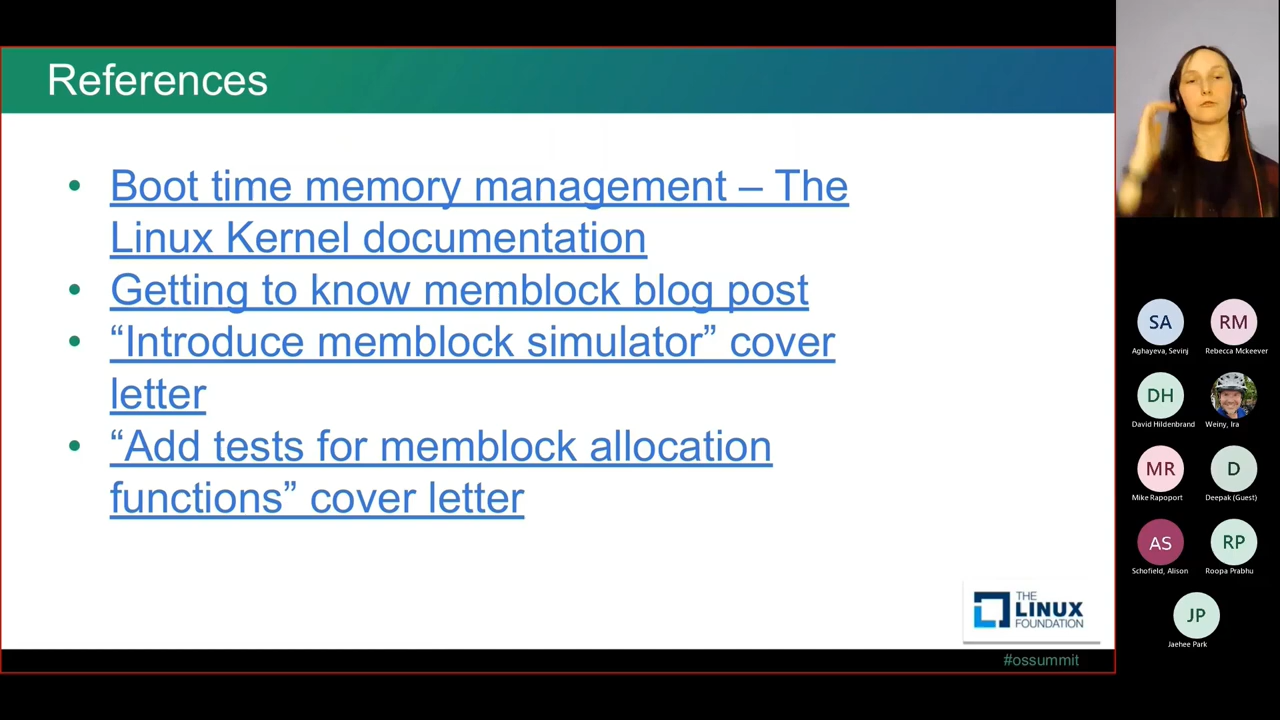 References
Boot time memory management – The
Linux Kernel documentation
Getting to know memblock blog post
“Introduce memblock simulator” cover
letter
“Add tests for memblock allocation
functions” cover letter
THE
LINUX
FOUNDATION
#ossummit
SA
RM
Aghayeva, Sevinj
Rebecca Mckeever
DH
David Hildenbrand
Weiny, Ira
MR
D
Mike Rapoport
Deepak (Guest)
AS
RP
Schofield, Alison
Roopa Prabhu
JP
Jaehee Park